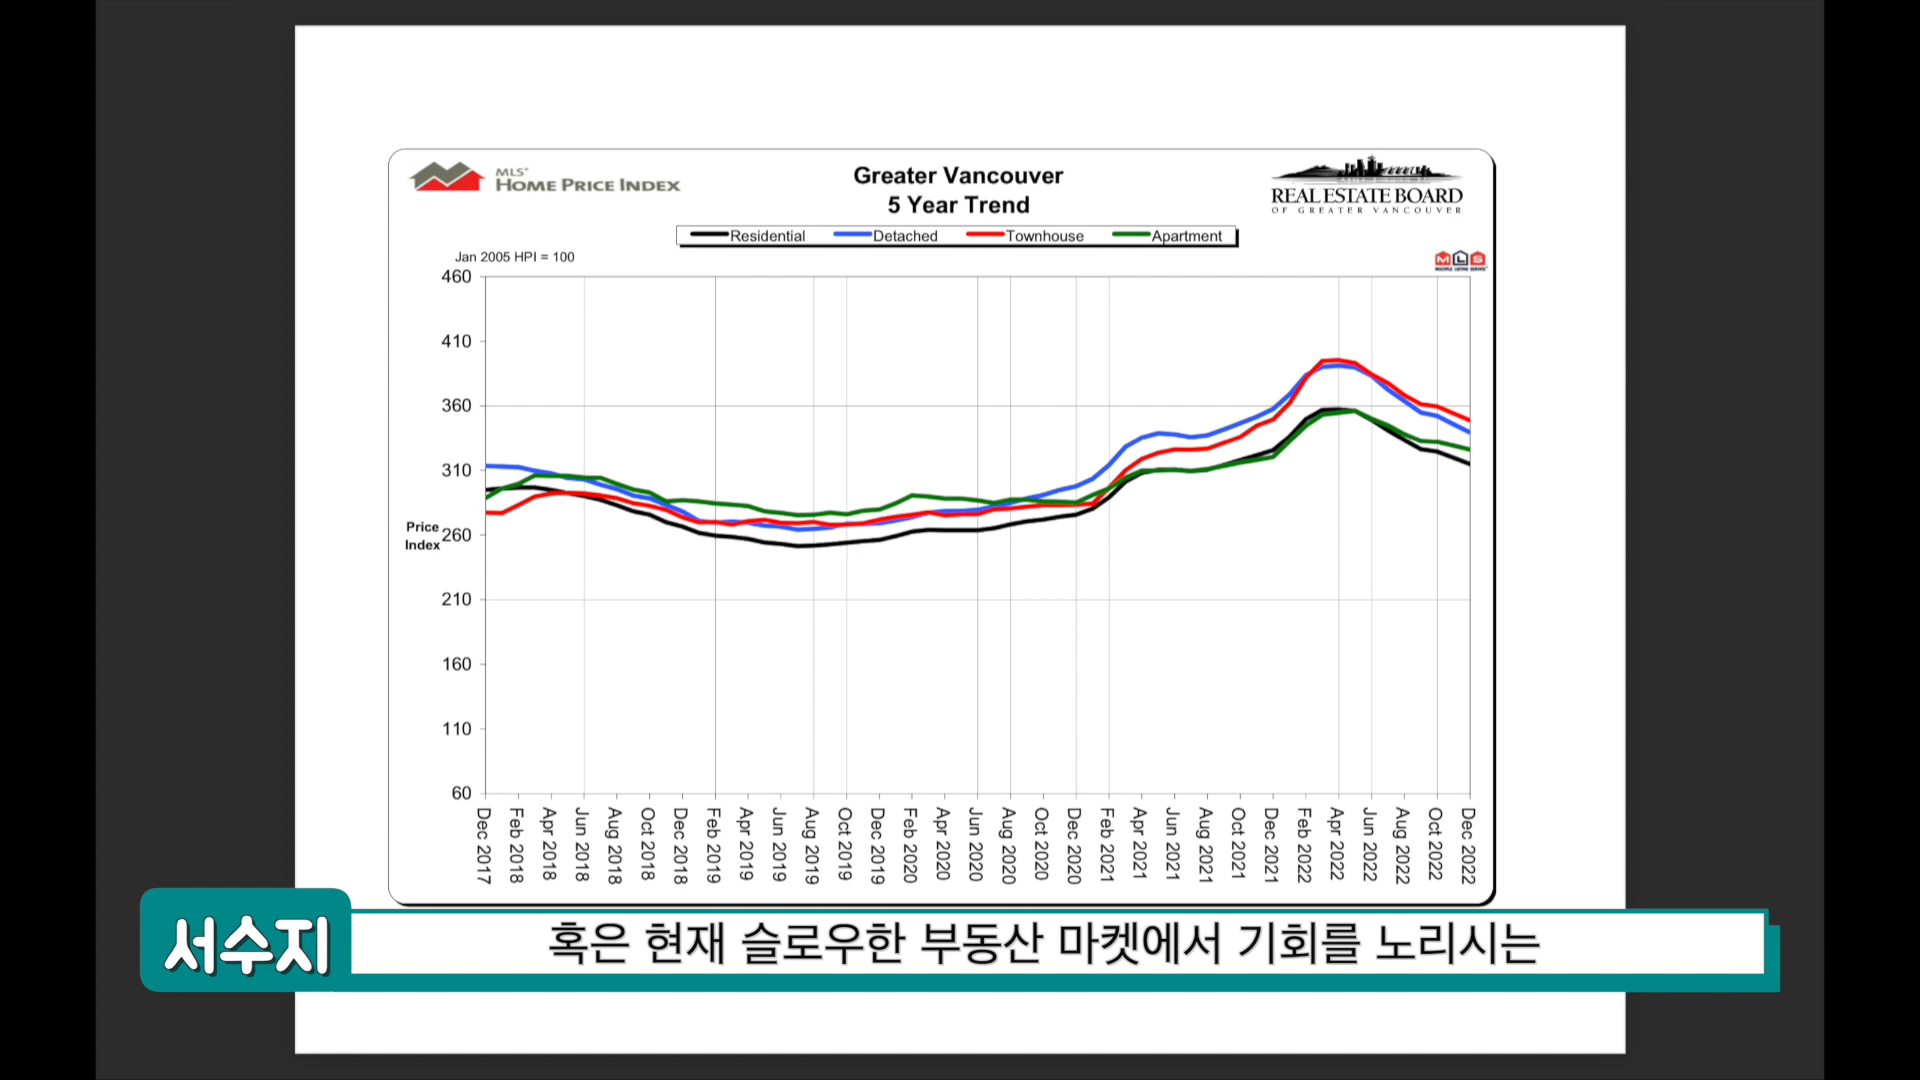 MLS®
HOME PRICE INDEX
Greater Vancouver
5 Year Trend
REAL ESTATE BOARD
OF GREATER VANCOUVER
Residential Detached Townhouse Apartment
Jan 2005 HPI = 100
MLS
MULTIPLE LISTING SERVICE
460
410
360
310
Price
Index
260
210
160
110
60
Dec 2017
Feb 2018
Apr 2018
Jun 2018
Aug 2018
Oct 2018
Dec 2018
Feb 2019
Apr 2019
Jun 2019
Aug 2019
Oct 2019
Dec 2019
Feb 2020
Apr 2020
Jun 2020
Aug 2020
Oct 2020
Dec 2020
Feb 2021
Apr 2021
Jun 2021
Aug 2021
Oct 2021
Dec 2021
Feb 2022
Apr 2022
Jun 2022
Aug 2022
Oct 2022
Dec 2022
서수지
혹은 현재 슬로우한 부동산 마켓에서 기회를 노리시는